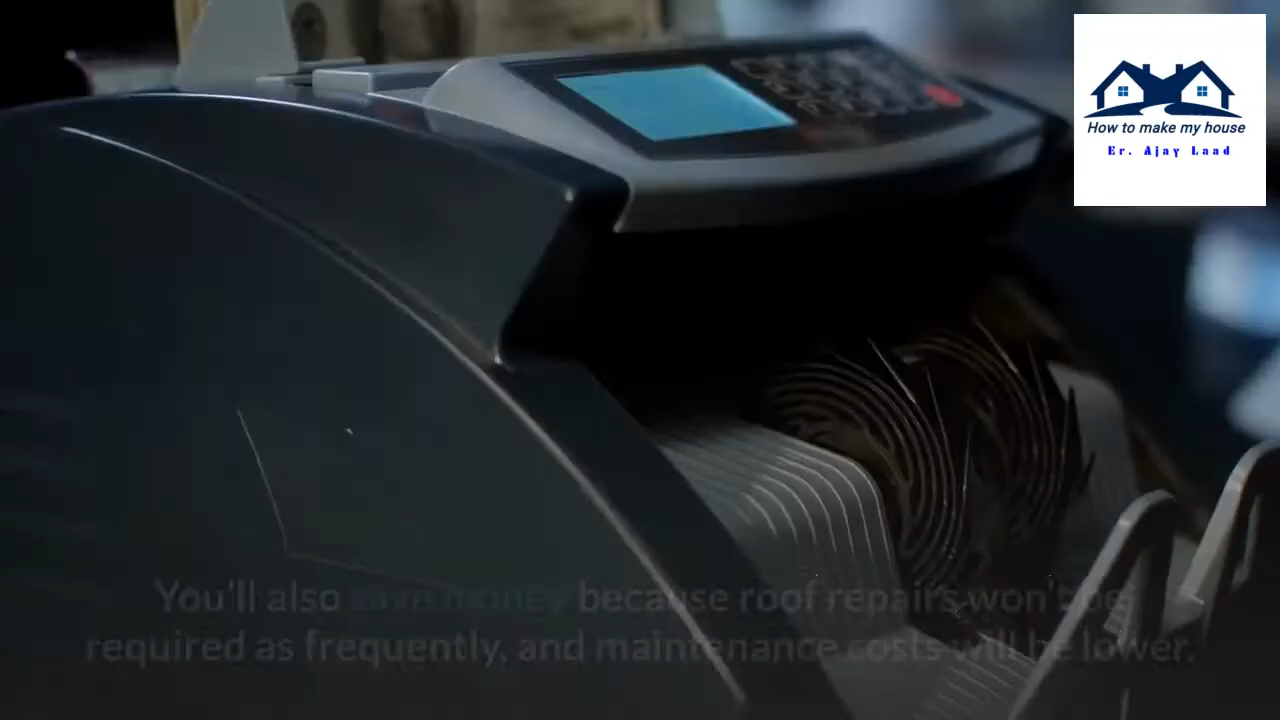 How to make my house
Er. Ajay Laad
You'll also save money because roof repairs won't be
required as frequently, and maintenance costs will be lower.